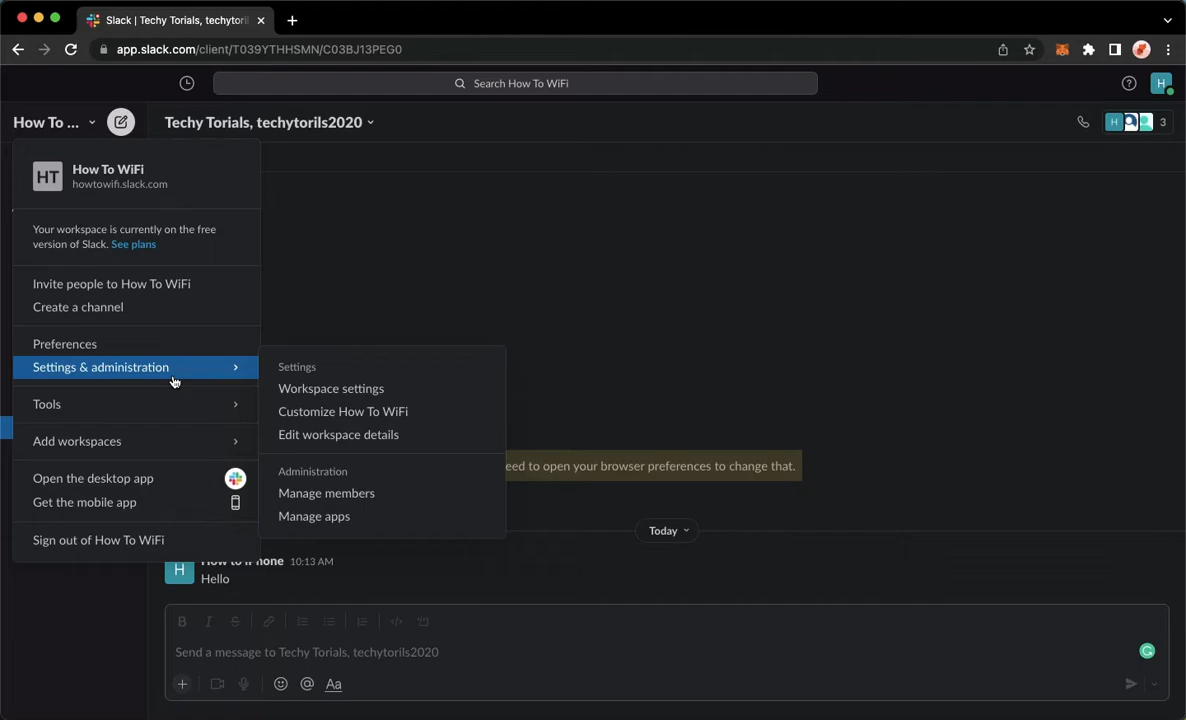 Slack | Techy Torials, techytoril
app.slack.com/client/T039YTHHSMN/C03BJ13PEG0
Search How To WiFi
H
How To ...
Techy Torials, techytorils2020
H
3
HT
How To WiFi
howtowifi.slack.com
Your workspace is currently on the free
version of Slack. See plans
Invite people to How To WiFi
Create a channel
Preferences
Settings & administration
Settings
Workspace settings
Customize How To WiFi
Edit workspace details
Tools
Add workspaces
Administration
Manage members
Manage apps
Open the desktop app
Get the mobile app
Sign out of How To WiFi
eed to open your browser preferences to change that.
Today
H
How to iPhone 10:13 AM
Hello
B I S
Send a message to Techy Torials, techytorils2020
@ Aa